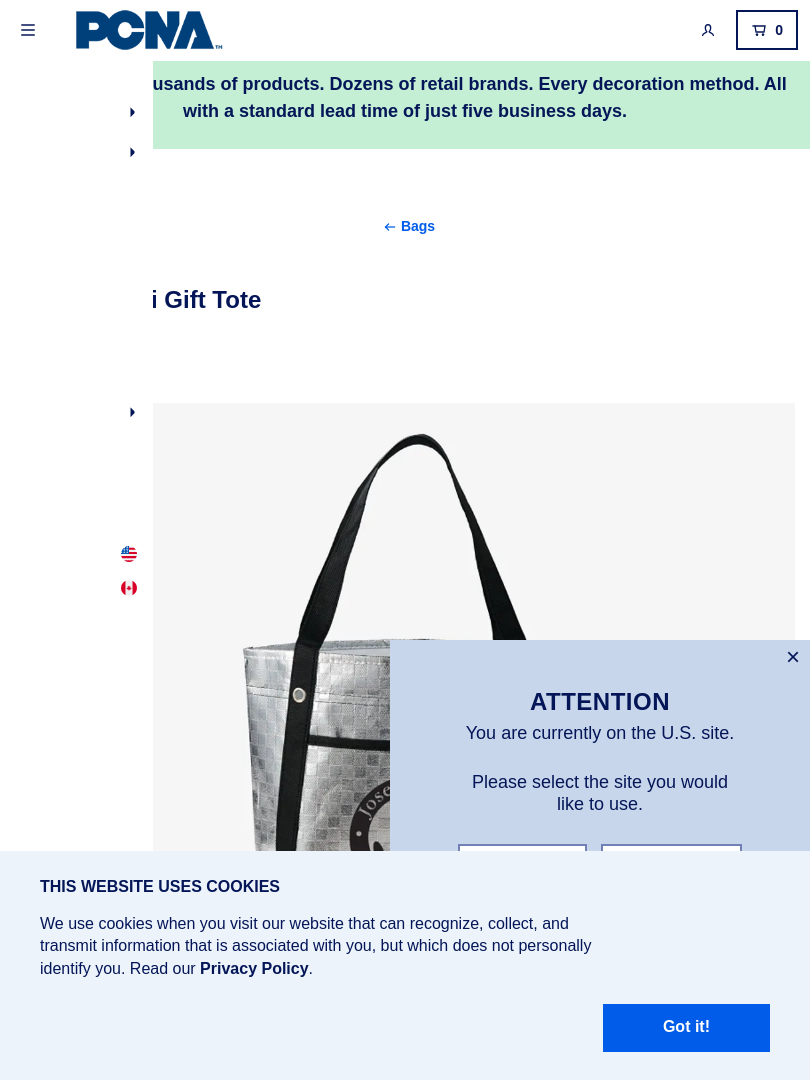 PCNA
0
usands of products. Dozens of retail brands. Every decoration method. All
with a standard lead time of just five business days.
← Bags
i Gift Tote
×
ATTENTION
You are currently on the U.S. site.
Please select the site you would
like to use.
THIS WEBSITE USES COOKIES
We use cookies when you visit our website that can recognize, collect, and
transmit information that is associated with you, but which does not personally
identify you. Read our Privacy Policy.
Got it!